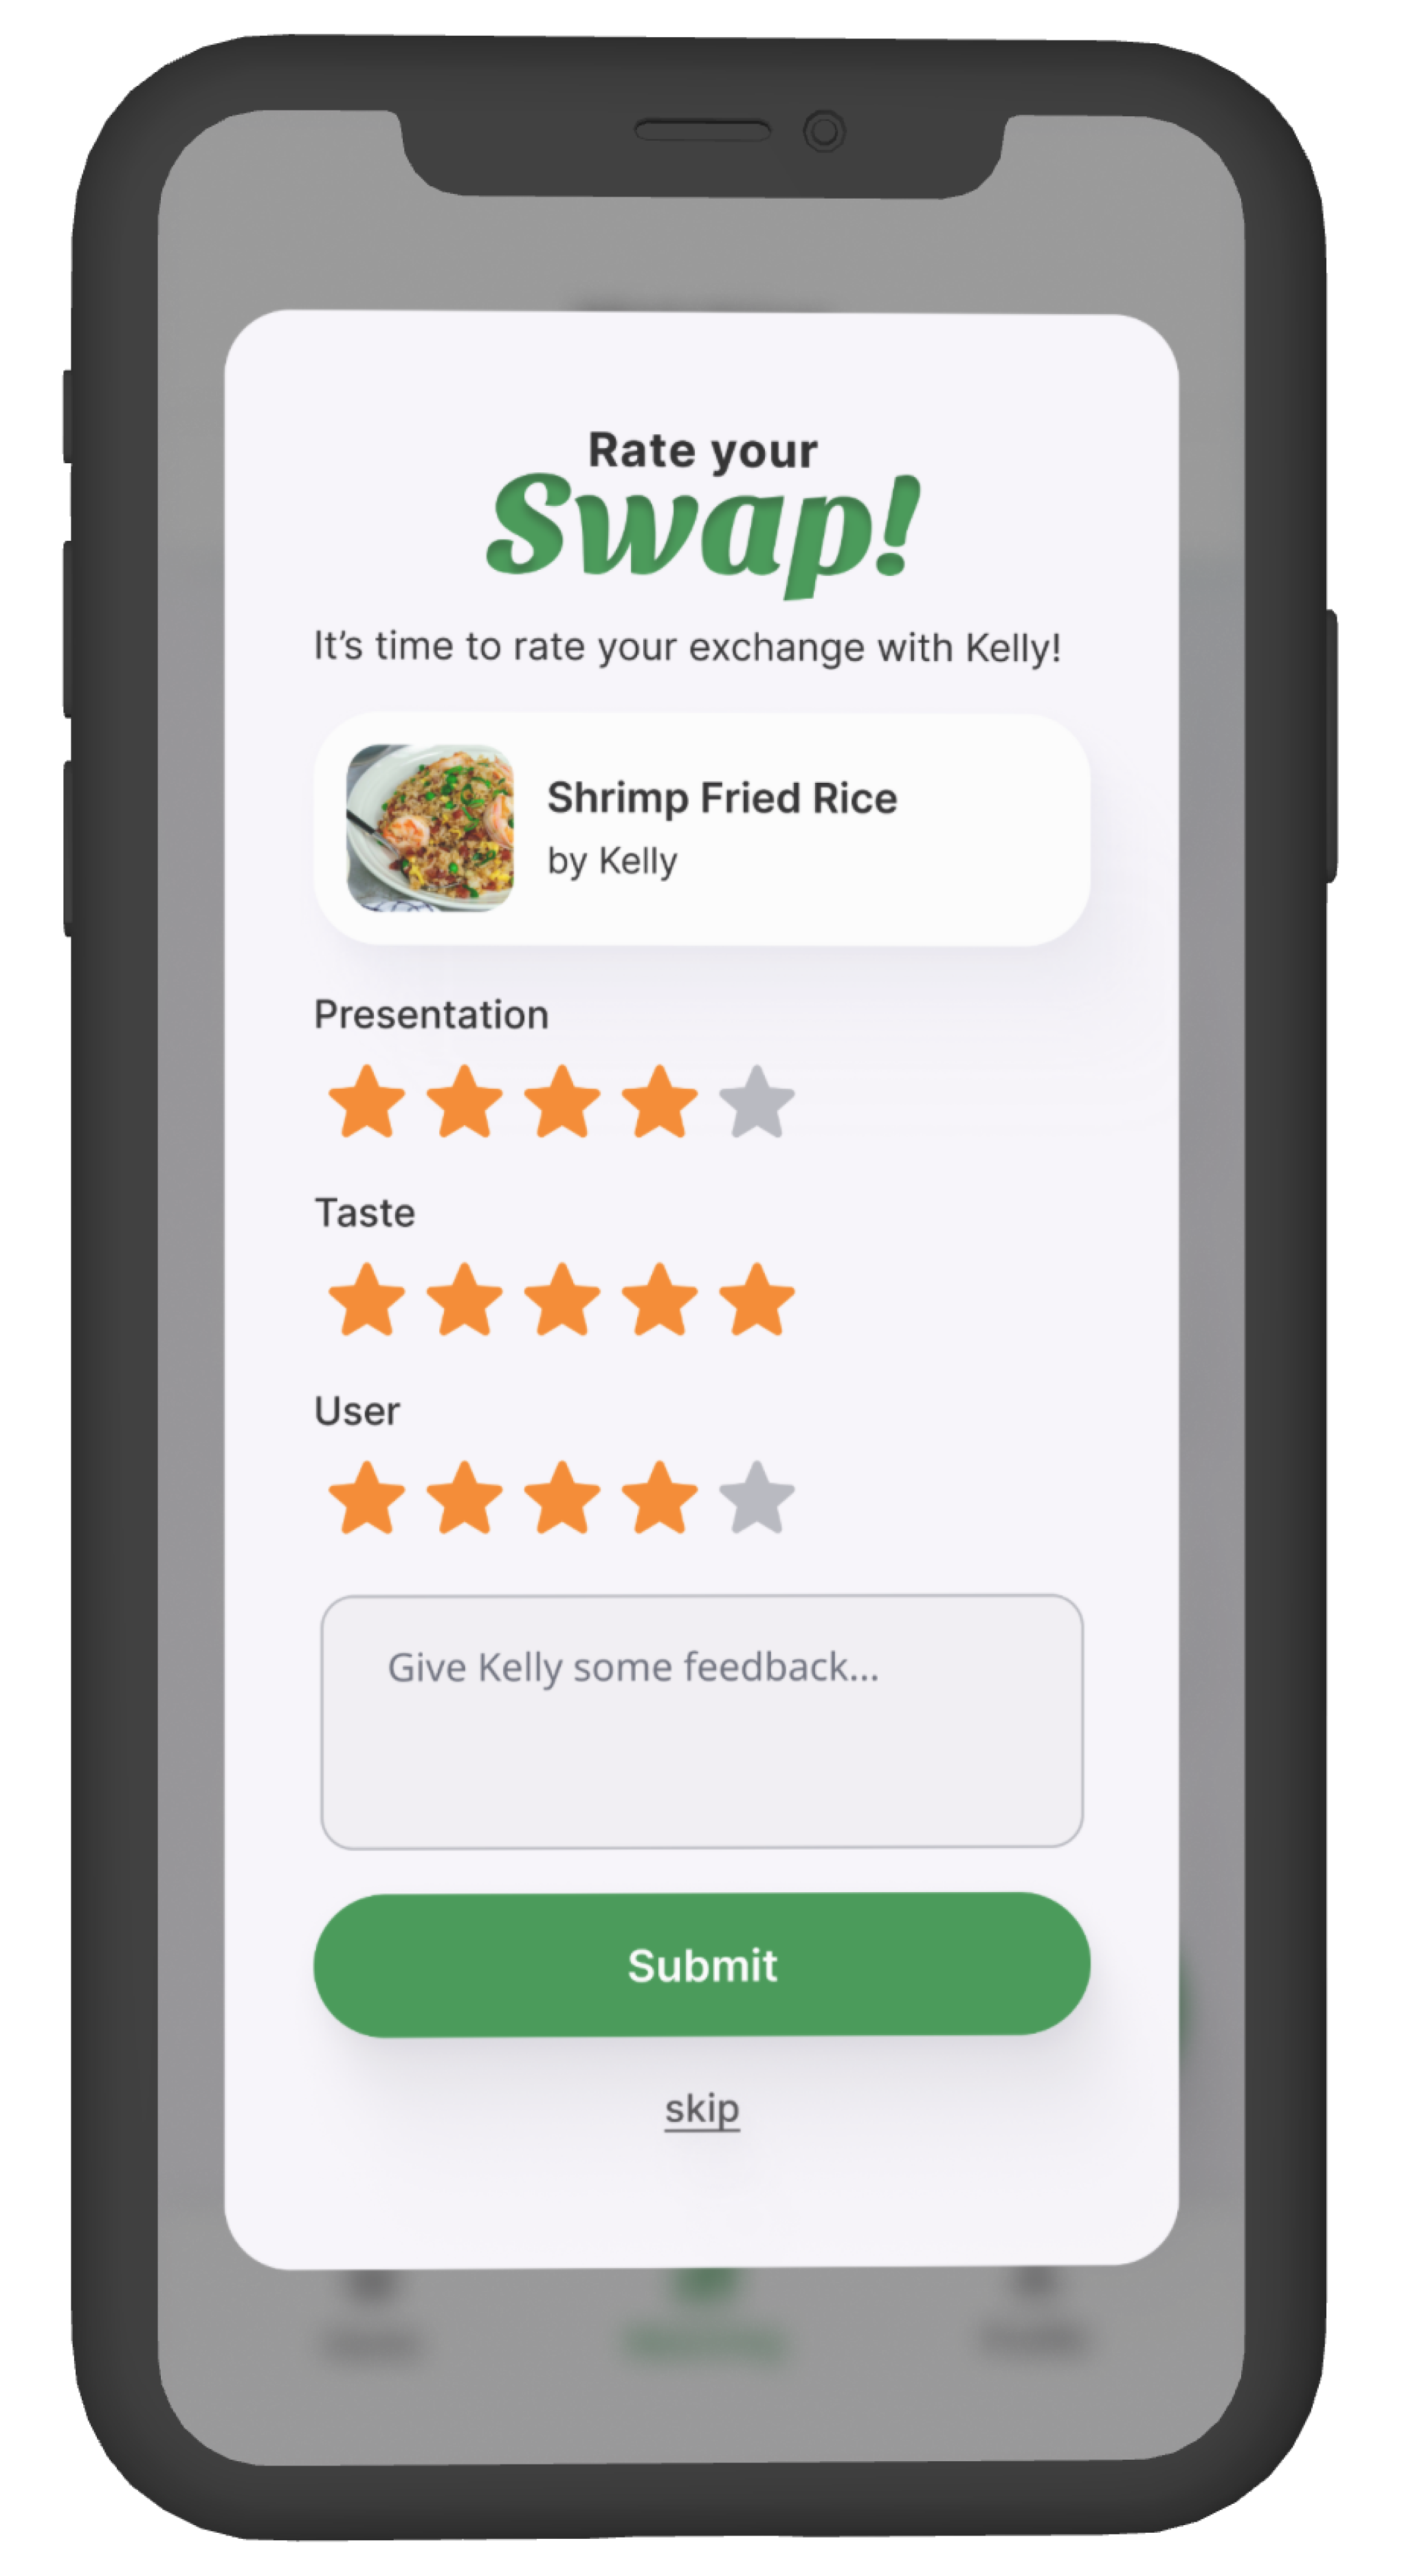 Rate your
Swap!
It’s time to rate your exchange with Kelly!
Shrimp Fried Rice
by Kelly
Presentation
Taste
User
Give Kelly some feedback...
Submit
skip